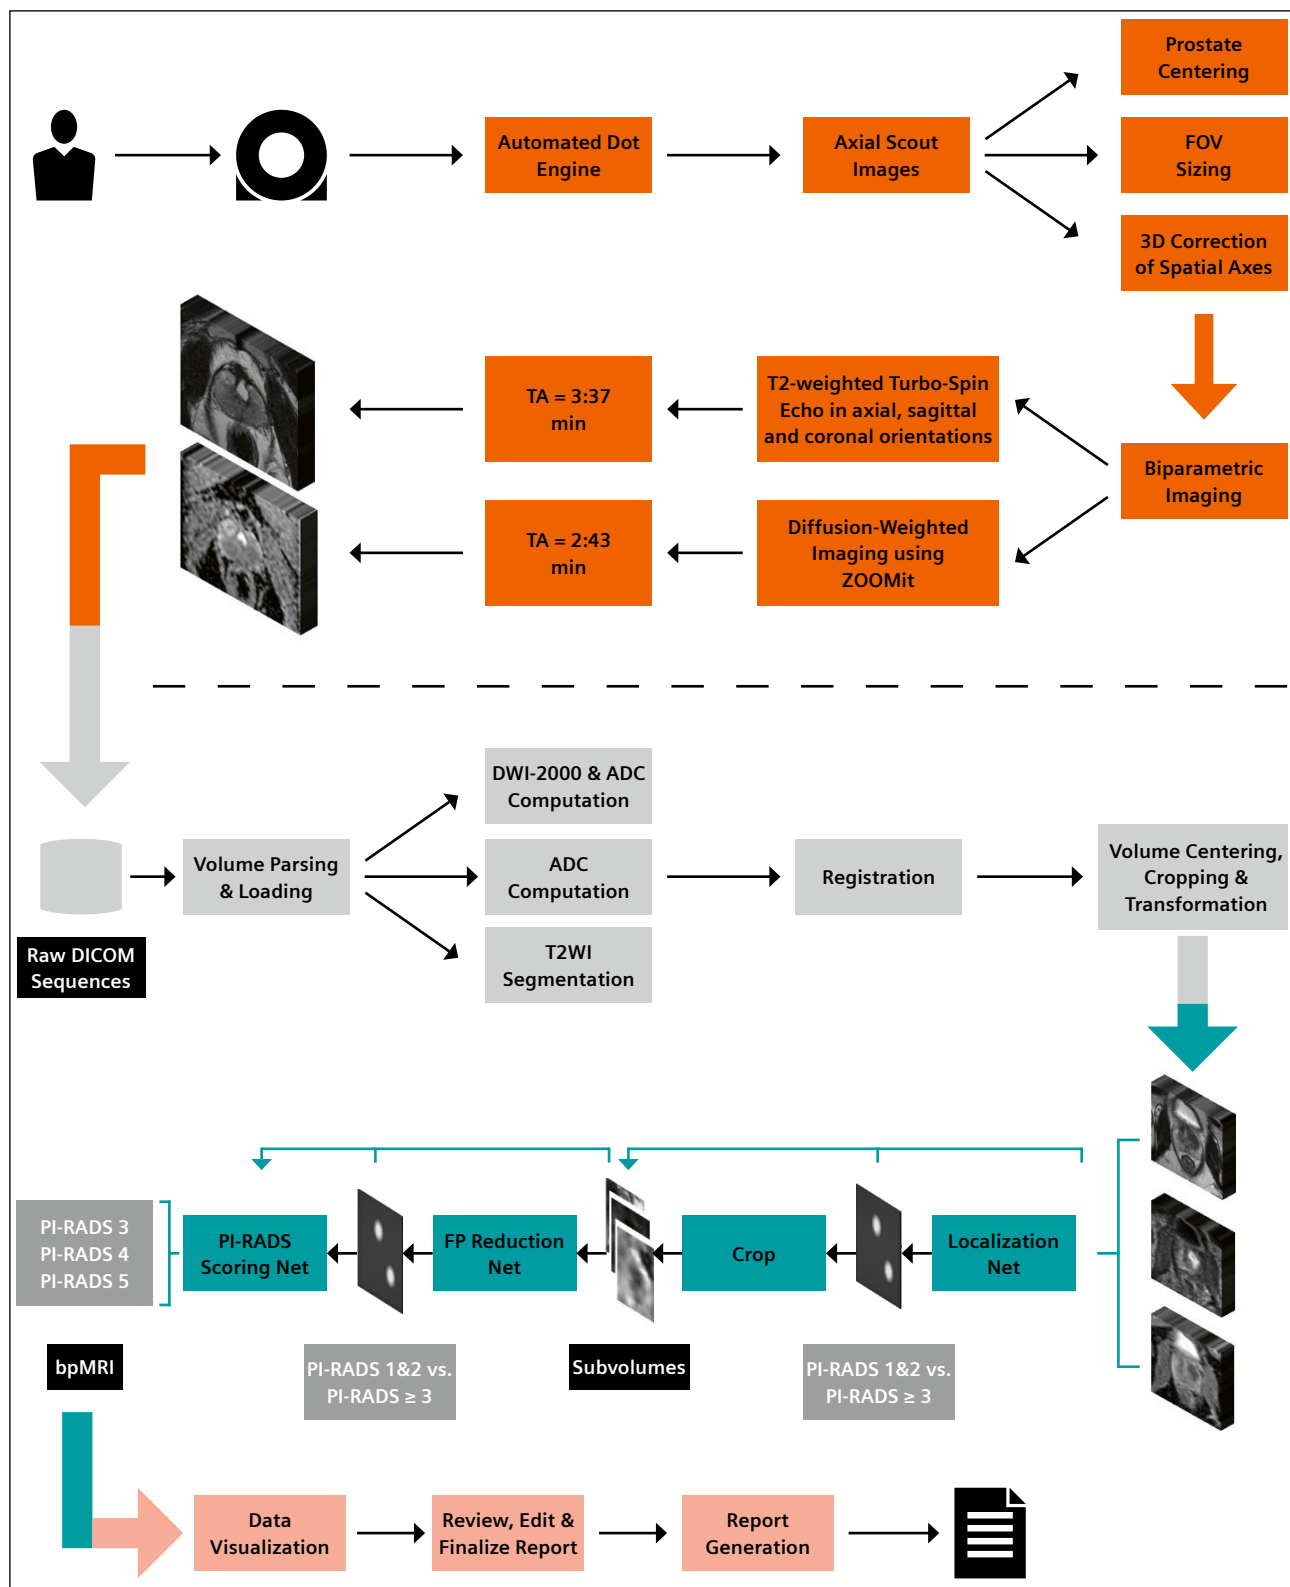 Prostate
Centering
Automated Dot
Engine
Axial Scout
Images
FOV
Sizing
3D Correction
of Spatial Axes
TA = 3:37
min
T2-weighted Turbo-Spin
Echo in axial, sagittal
and coronal orientations
Biparametric
Imaging
TA = 2:43
min
Diffusion-Weighted
Imaging using
ZOOMit
DWI-2000 & ADC
Computation
Volume Parsing
& Loading
ADC
Computation
Registration
Volume Centering,
Cropping &
Transformation
Raw DICOM
Sequences
T2WI
Segmentation
PI-RADS 3
PI-RADS 4
PI-RADS 5
PI-RADS
Scoring Net
FP Reduction
Net
Crop
Localization
Net
bpMRI
PI-RADS 1&2 vs.
PI-RADS ≥ 3
Subvolumes
PI-RADS 1&2 vs.
PI-RADS ≥ 3
Data
Visualization
Review, Edit &
Finalize Report
Report
Generation